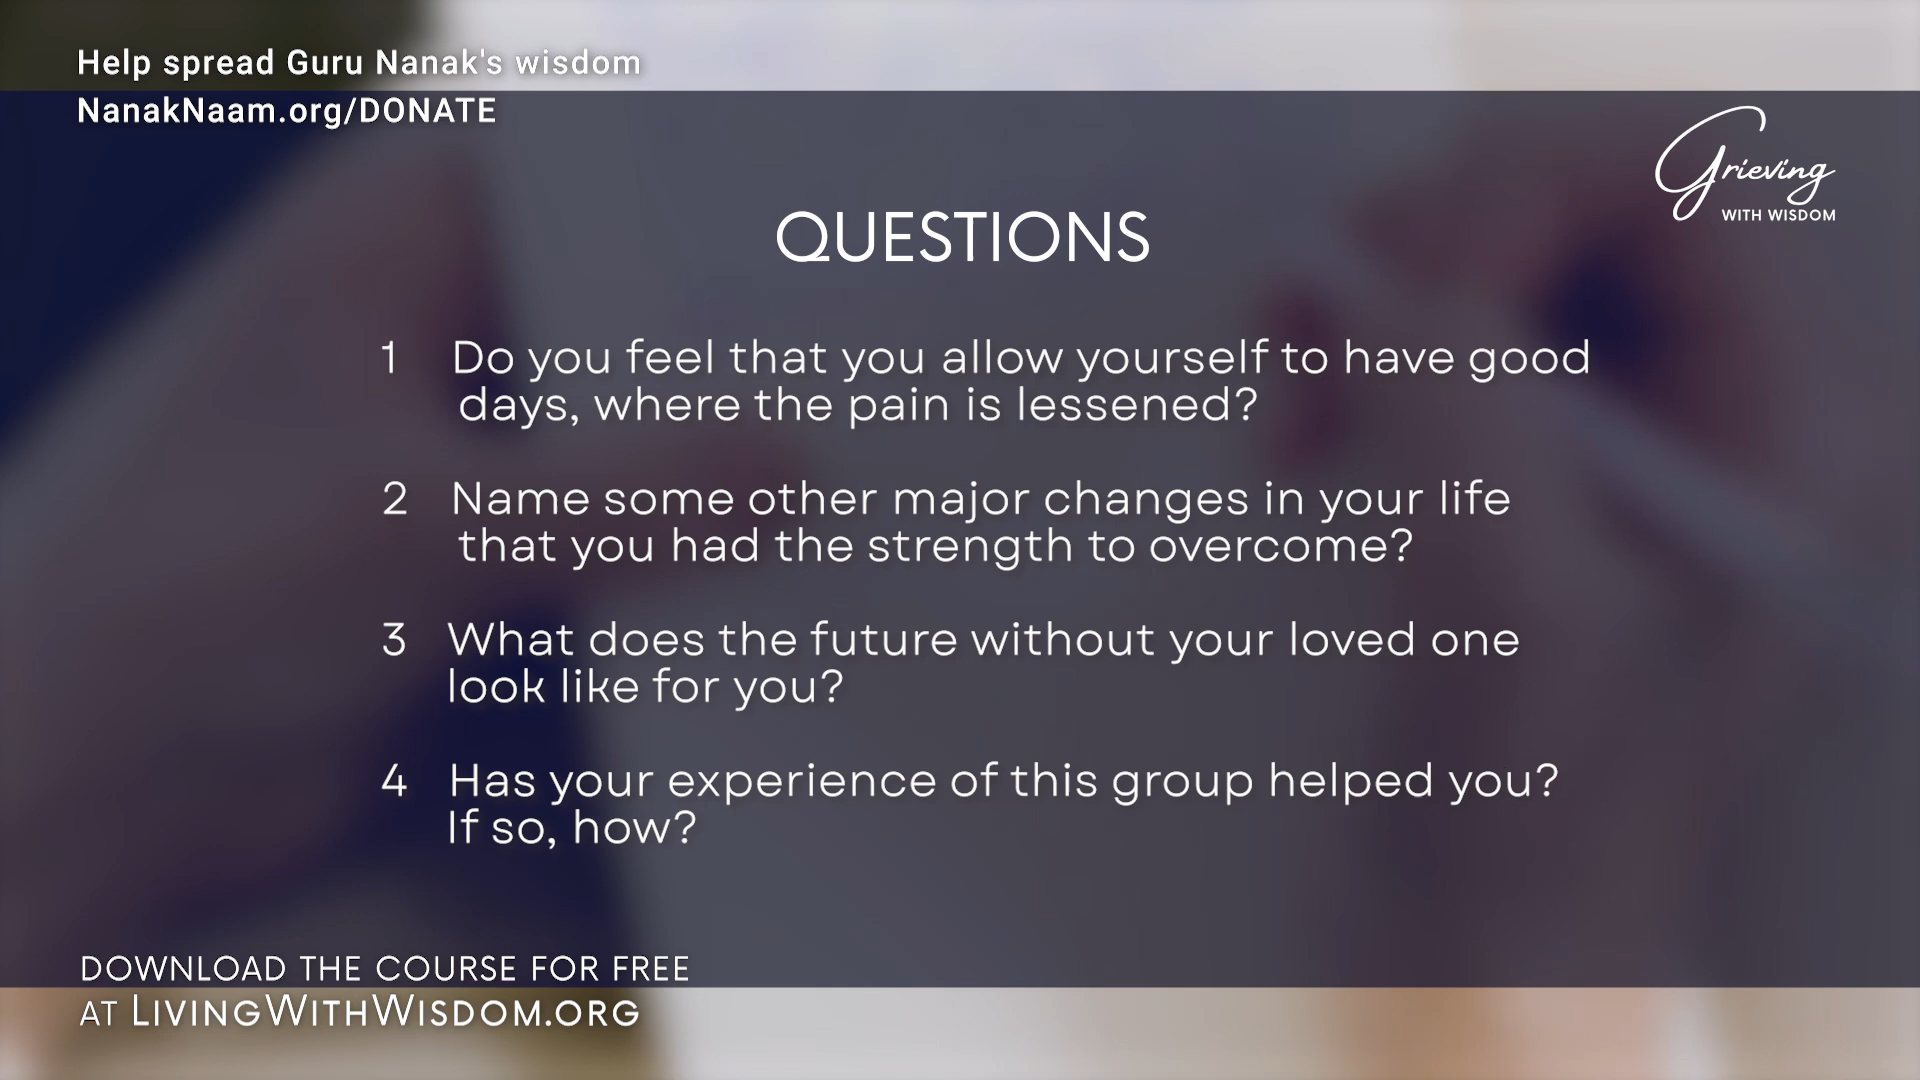 Help spread Guru Nanak's wisdom
NanakNaam.org/DONATE
Grieving
WITH WISDOM
QUESTIONS
1 Do you feel that you allow yourself to have good
days, where the pain is lessened?
2 Name some other major changes in your life
that you had the strength to overcome?
3 What does the future without your loved one
look like for you?
4 Has your experience of this group helped you?
If so, how?
DOWNLOAD THE COURSE FOR FREE
AT LIVINGWITHWISDOM.ORG